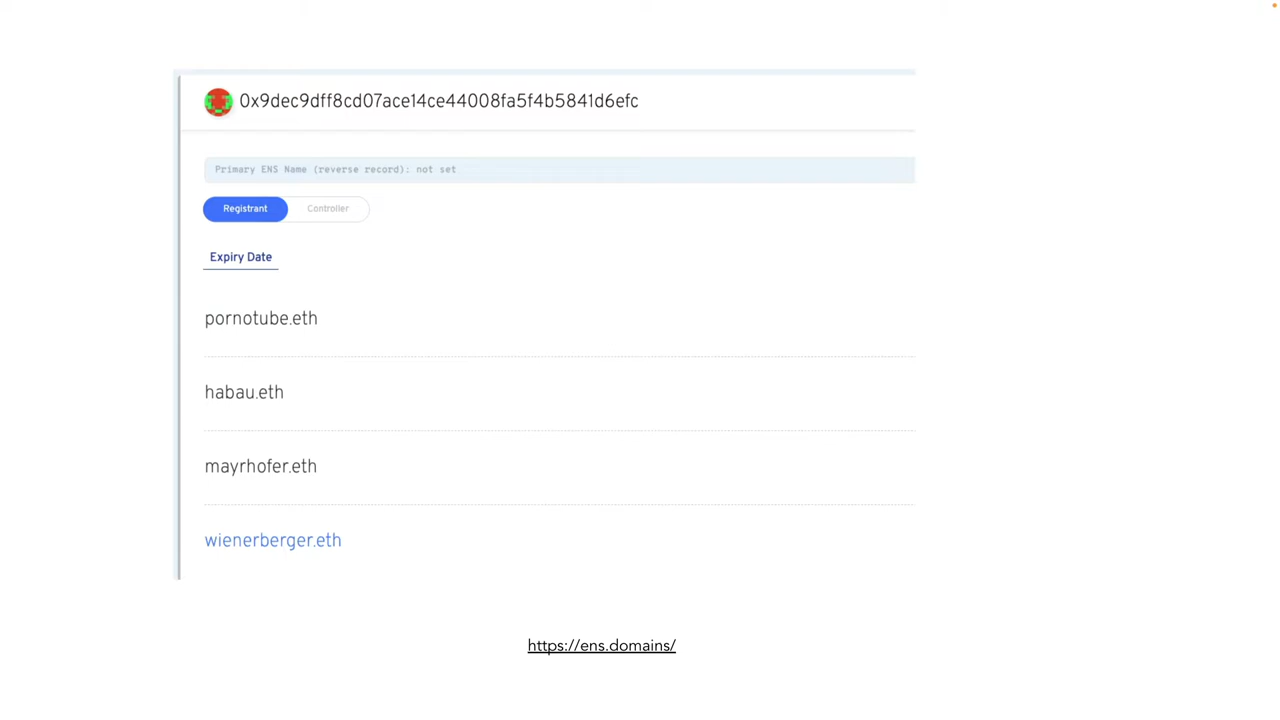 0x9dec9dff8cd07ace14ce44008fa5f4b5841d6efc
Primary ENS Name (reverse record): not set
Registrant Controller
Expiry Date
pornotube.eth
habau.eth
mayrhofer.eth
wienerberger.eth
https://ens.domains/